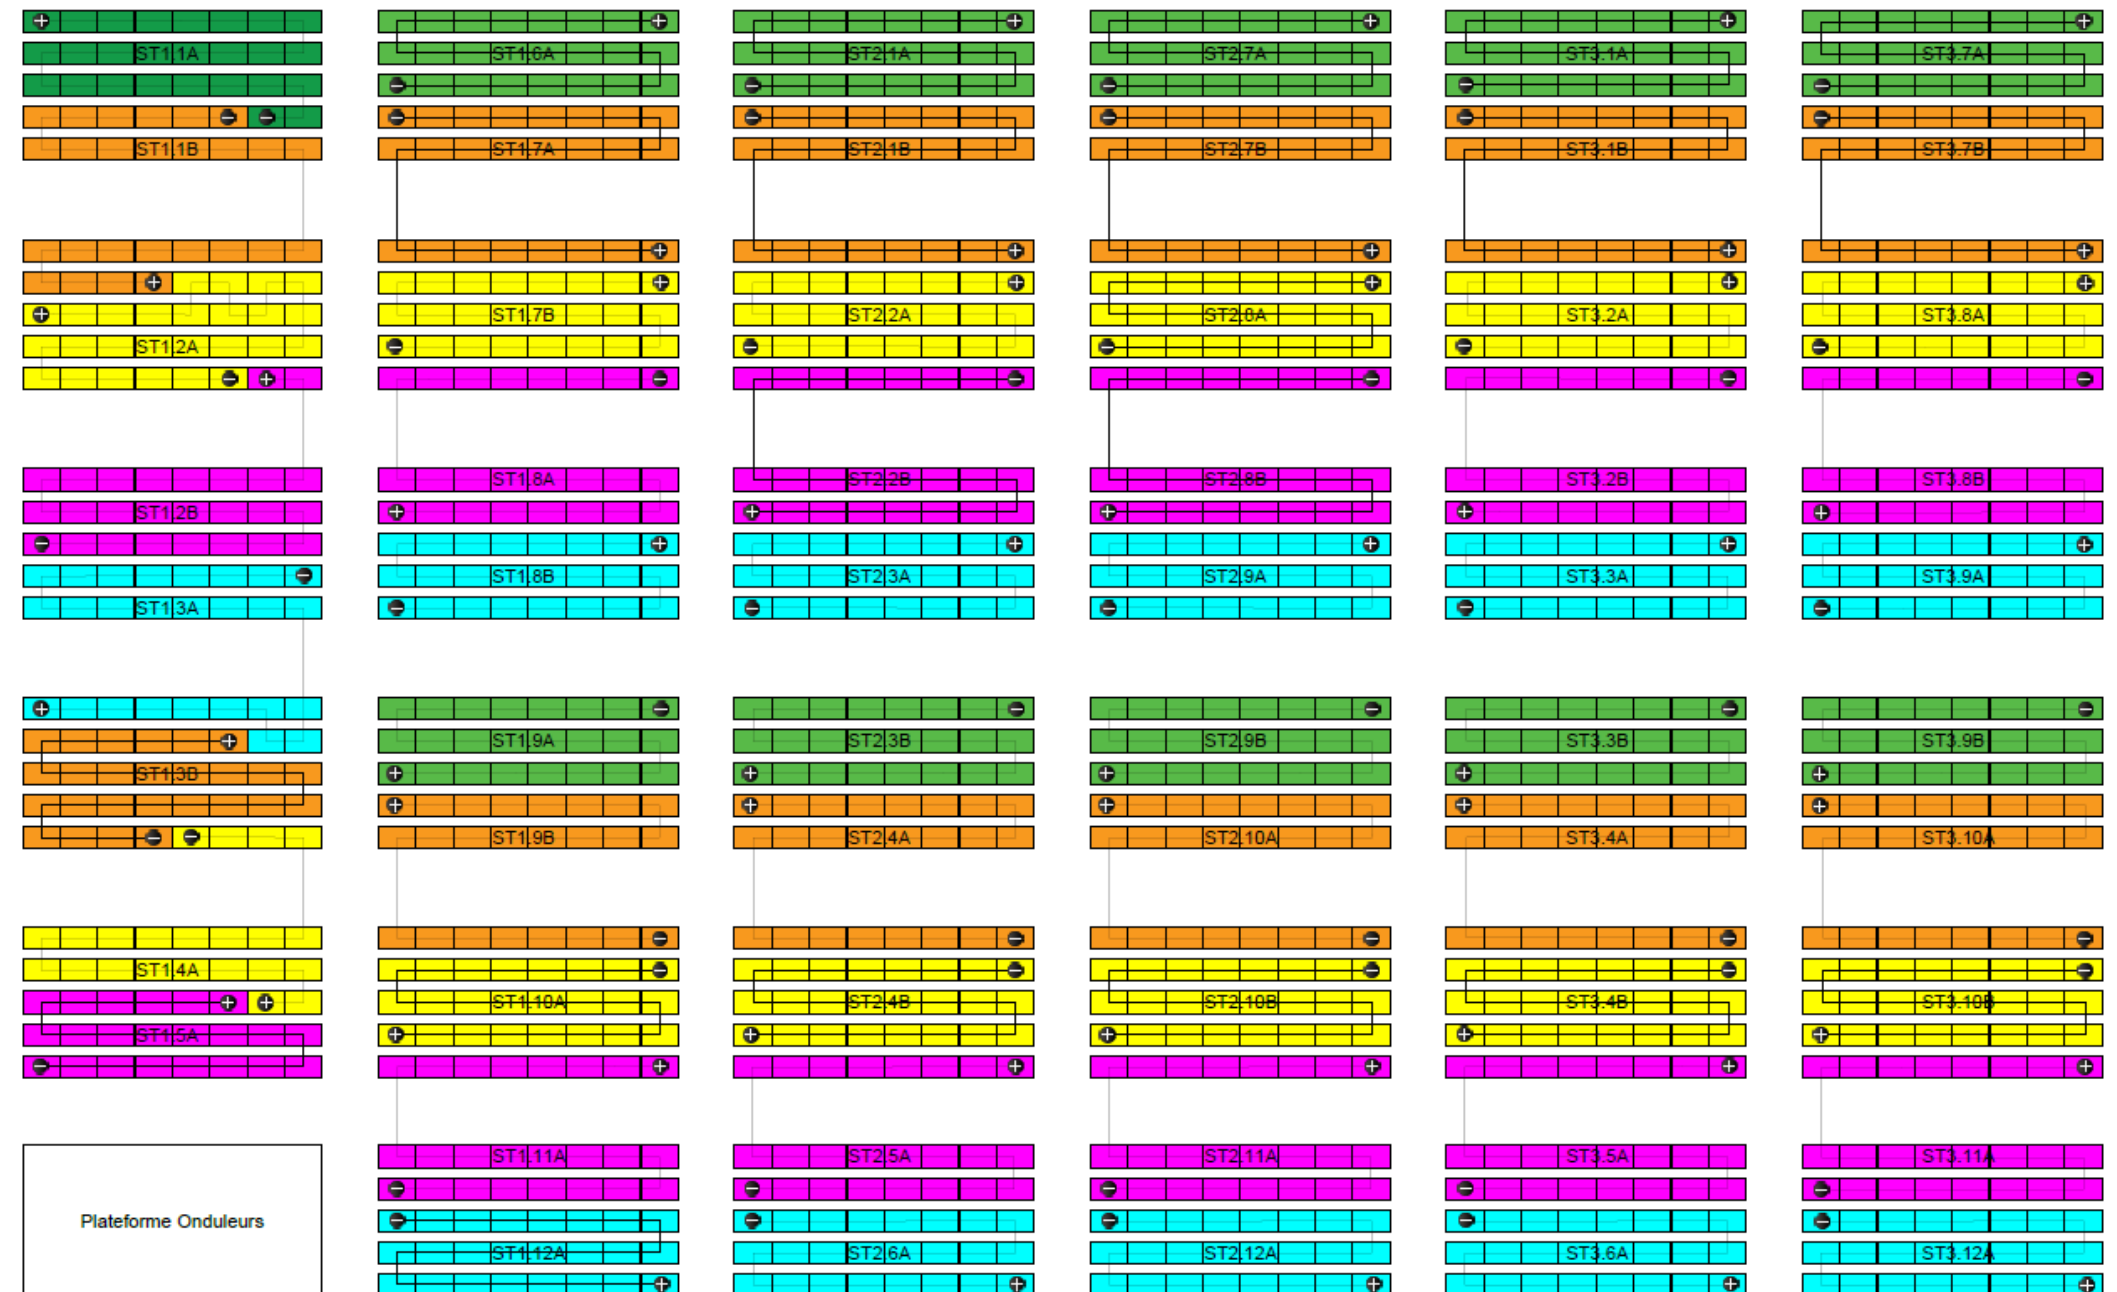 ST1.1A ST1.6A ST2.1A ST2.7A ST3.1A ST3.7A
ST1.1B ST1.7A ST2.1B ST2.7B ST3.1B ST3.7B
ST1.7B ST2.2A ST2.8A ST3.2A ST3.8A
ST1.2A
ST1.8A ST2.2B ST2.8B ST3.2B ST3.8B
ST1.2B
ST1.8B ST2.3A ST2.9A ST3.3A ST3.9A
ST1.3A
ST1.9A ST2.3B ST2.9B ST3.3B ST3.9B
ST1.3B
ST1.9B ST2.4A ST2.10A ST3.4A ST3.10A
ST1.4A
ST1.10A ST2.4B ST2.10B ST3.4B ST3.10B
ST1.5A
ST1.11A ST2.5A ST2.11A ST3.5A ST3.11A
Plateforme Onduleurs
ST1.12A ST2.6A ST2.12A ST3.6A ST3.12A